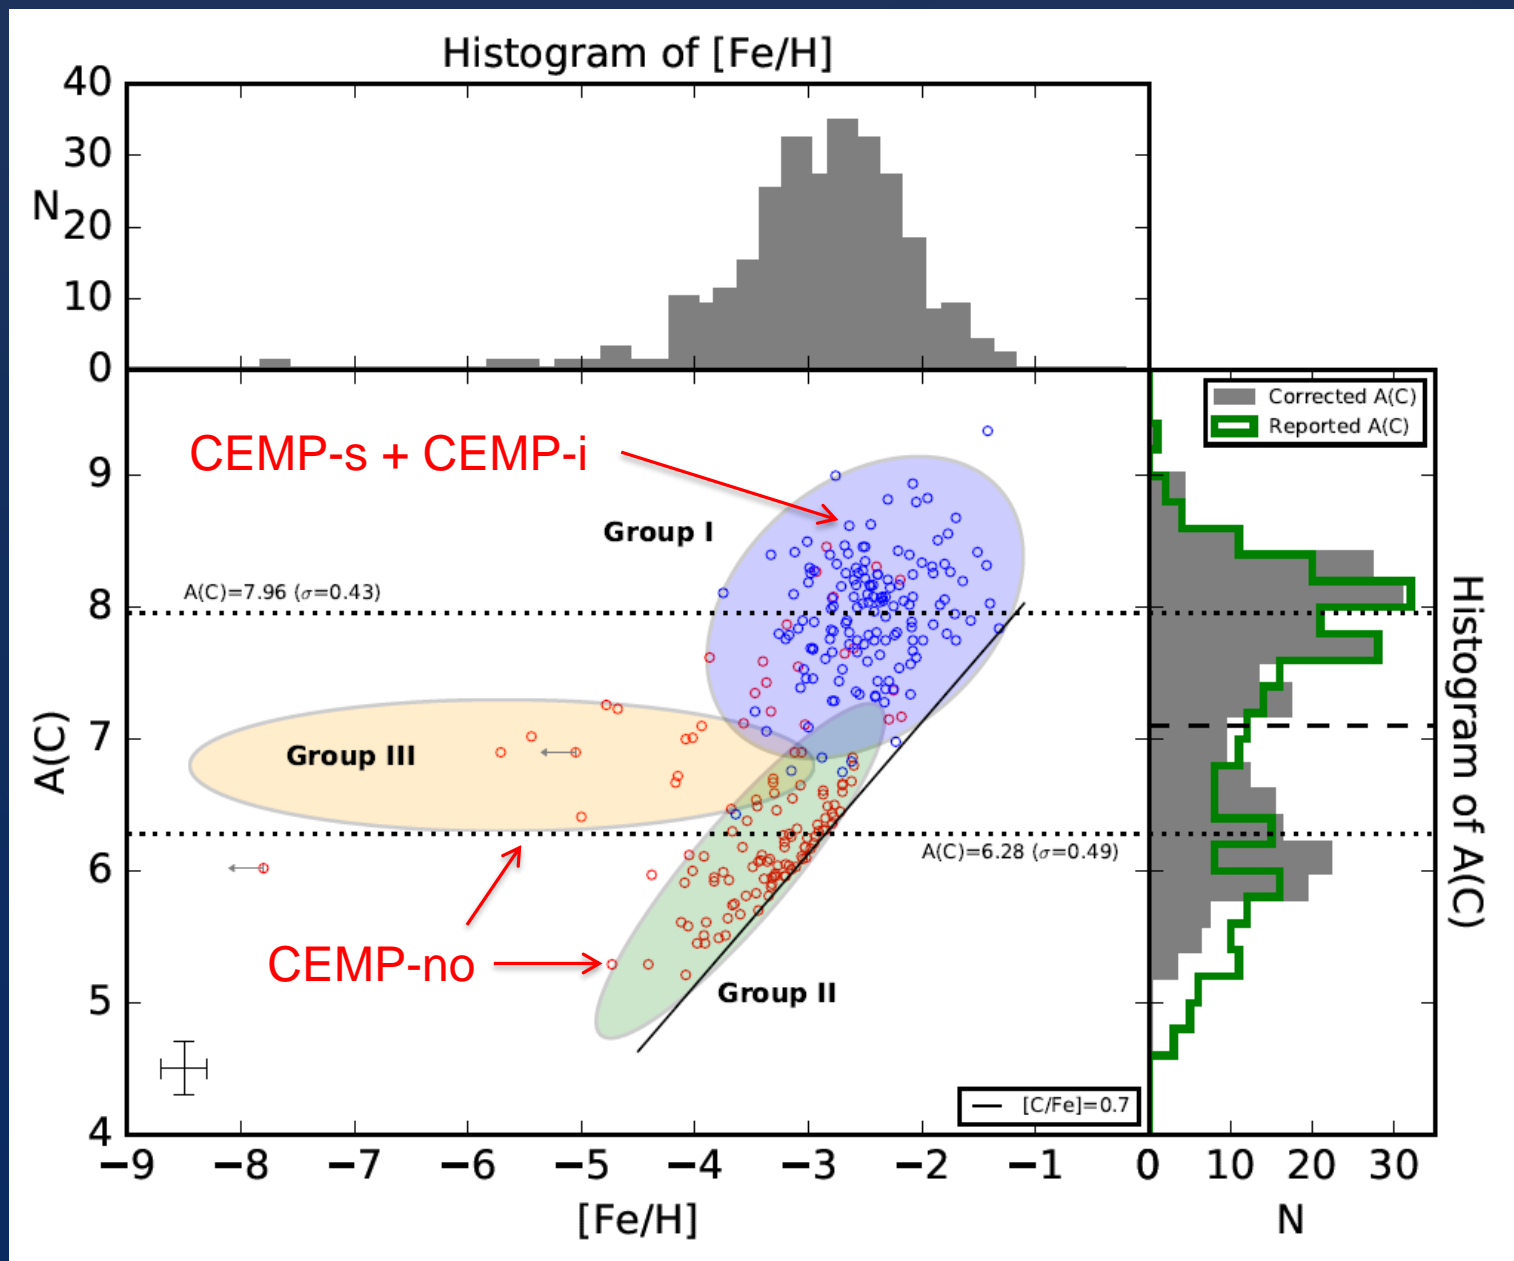 Histogram of [Fe/H]
40
30
20
10
0
N
Corrected A(C)
Reported A(C)
CEMP-s + CEMP-i
Group I
A(C)=7.96 (σ=0.43)
Group III
A(C)=6.28 (σ=0.49)
CEMP-no
Group II
[C/Fe]=0.7
9
8
7
6
5
4
A(C)
−9 −8 −7 −6 −5 −4 −3 −2 −1
[Fe/H]
0 10 20 30
N
Histogram of A(C)